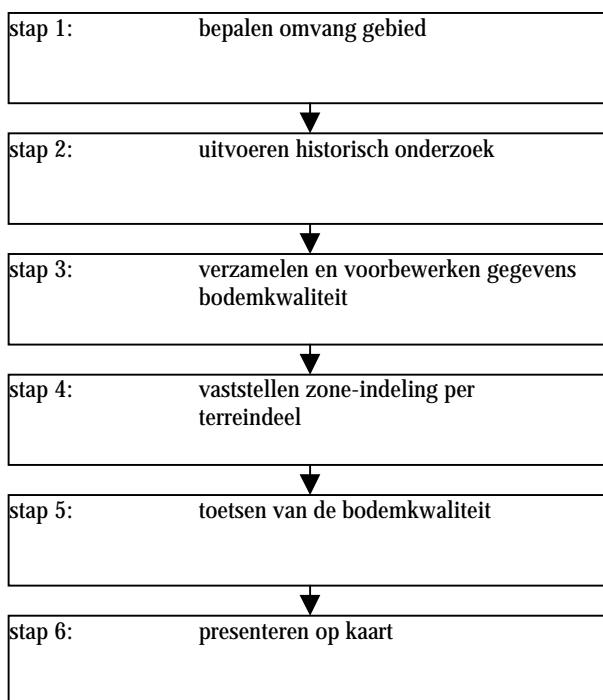 stap 1: bepalen omvang gebied
stap 2: uitvoeren historisch onderzoek
stap 3: verzamelen en voorbewerken gegevens
bodemkwaliteit
stap 4: vaststellen zone-indeling per
terreindeel
stap 5: toetsen van de bodemkwaliteit
stap 6: presenteren op kaart